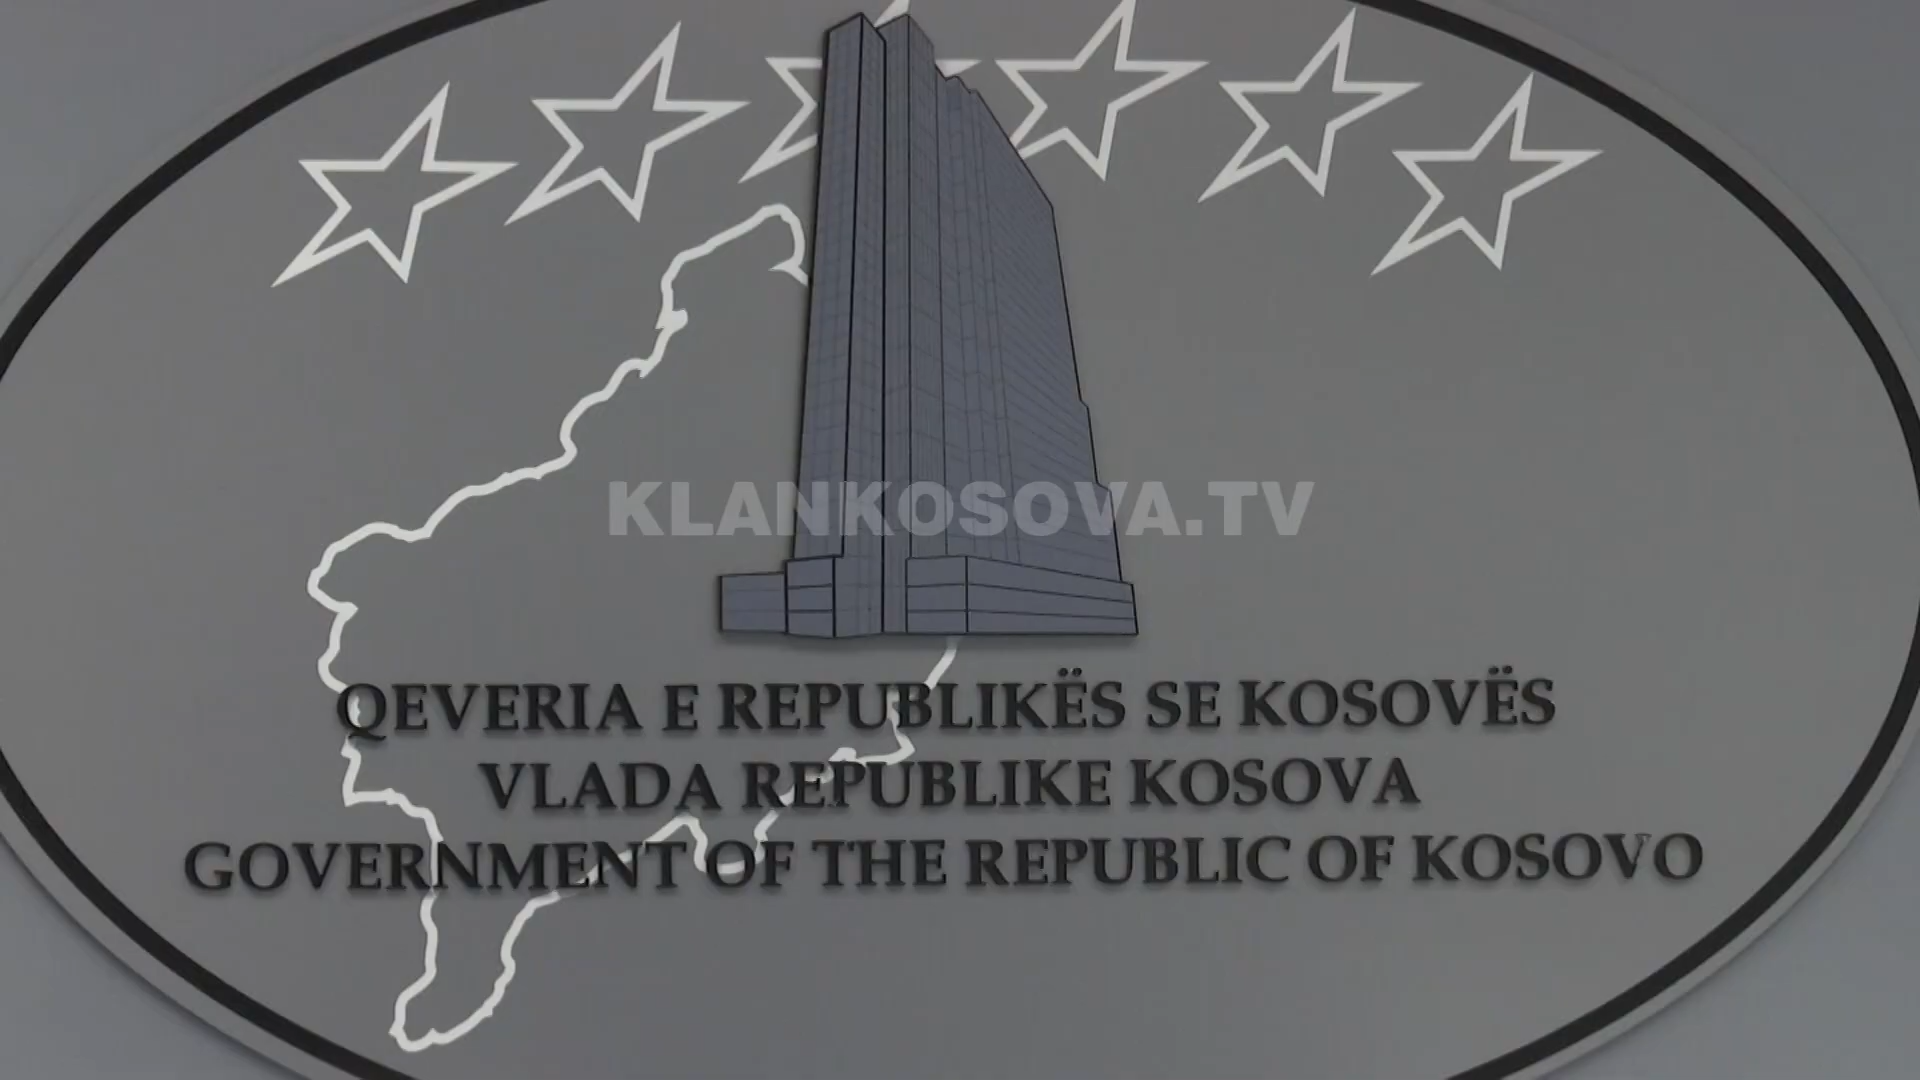 KLANKOSOVA.TV
QEVERIA E REPUBLIKËS SE KOSOVËS
VLADA REPUBLIKE KOSOVA
GOVERNMENT OF THE REPUBLIC OF KOSOVO